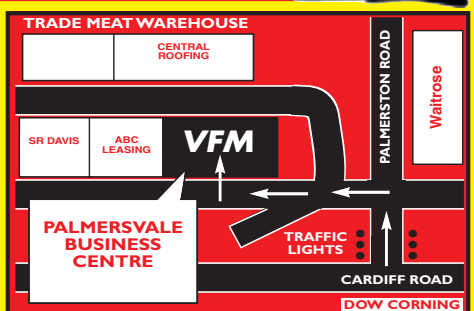 TRADE MEAT WAREHOUSE
CENTRAL
ROOFING
PALMERSTON ROAD
Waitrose
SR DAVIS
ABC
LEASING
VFM
PALMERSVALE
BUSINESS
CENTRE
TRAFFIC
LIGHTS
CARDIFF ROAD
DOW CORNING